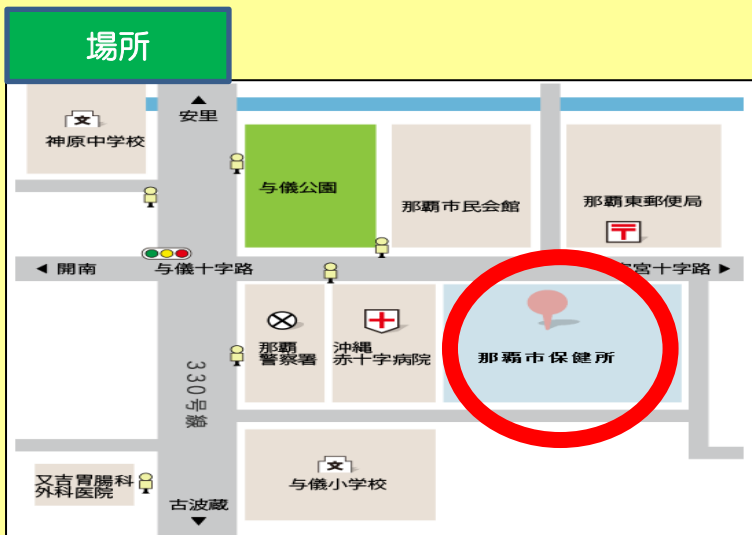 場所
▲
安里
文
神原中学校
与儀公園
那覇市民会館
那覇東郵便局
〒
◀ 開南
与儀十字路
宮十字路 ▶
那覇
警察署
沖縄
赤十字病院
那覇市保健所
330号線
文
与儀小学校
又吉胃腸科
外科医院
古波蔵
▼